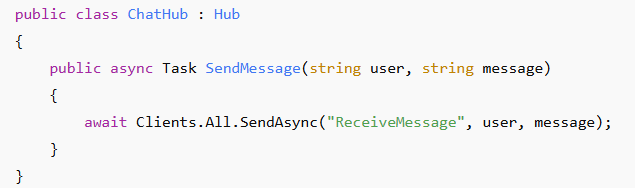 public class ChatHub : Hub
{
    public async Task SendMessage(string user, string message)
    {
        await Clients.All.SendAsync("ReceiveMessage", user, message);
    }
}